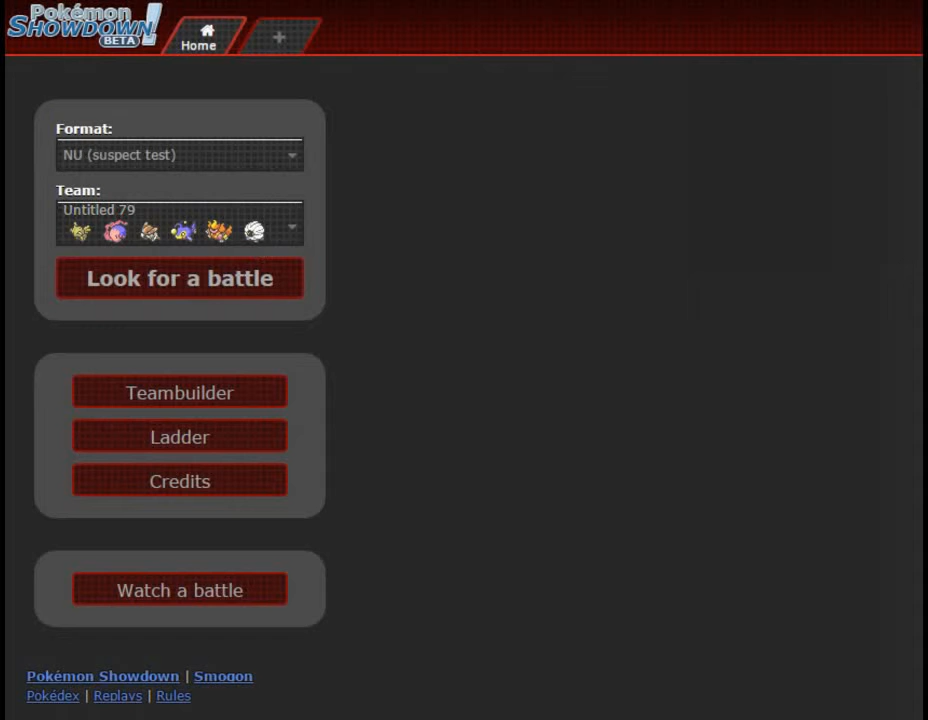 Pokémon
SHOWDOWN!
BETA
Home
+
Format:
NU (suspect test)
Team:
Untitled 79
Look for a battle
Teambuilder
Ladder
Credits
Watch a battle
Pokémon Showdown | Smogon
Pokédex | Replays | Rules